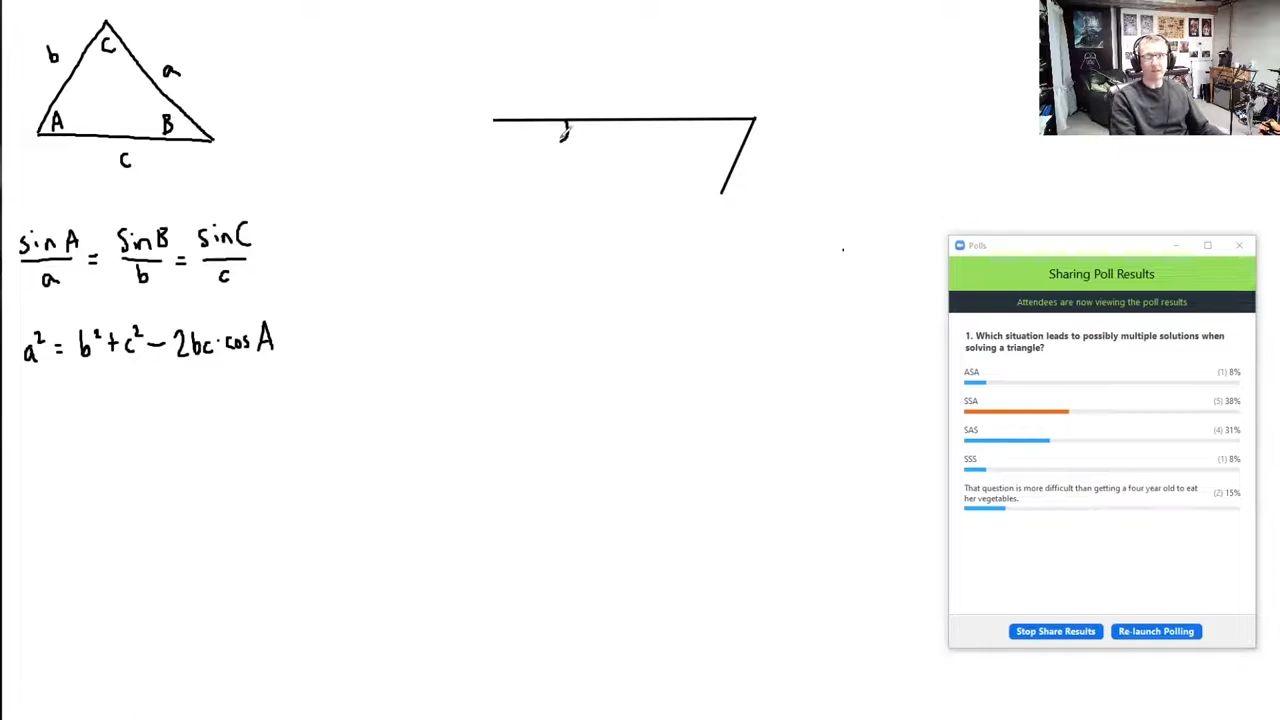 C
b
a
A
B
c
sin A / a = sin B / b = sin C / c
a² = b² + c² − 2bc · cos A
Polls
Sharing Poll Results
Attendees are now viewing the poll results
1. Which situation leads to possibly multiple solutions when
solving a triangle?
ASA (1) 8%
SSA (5) 38%
SAS (4) 31%
SSS (1) 8%
That question is more difficult than getting a four year old to eat
her vegetables. (2) 15%
Stop Share Results
Re-launch Polling